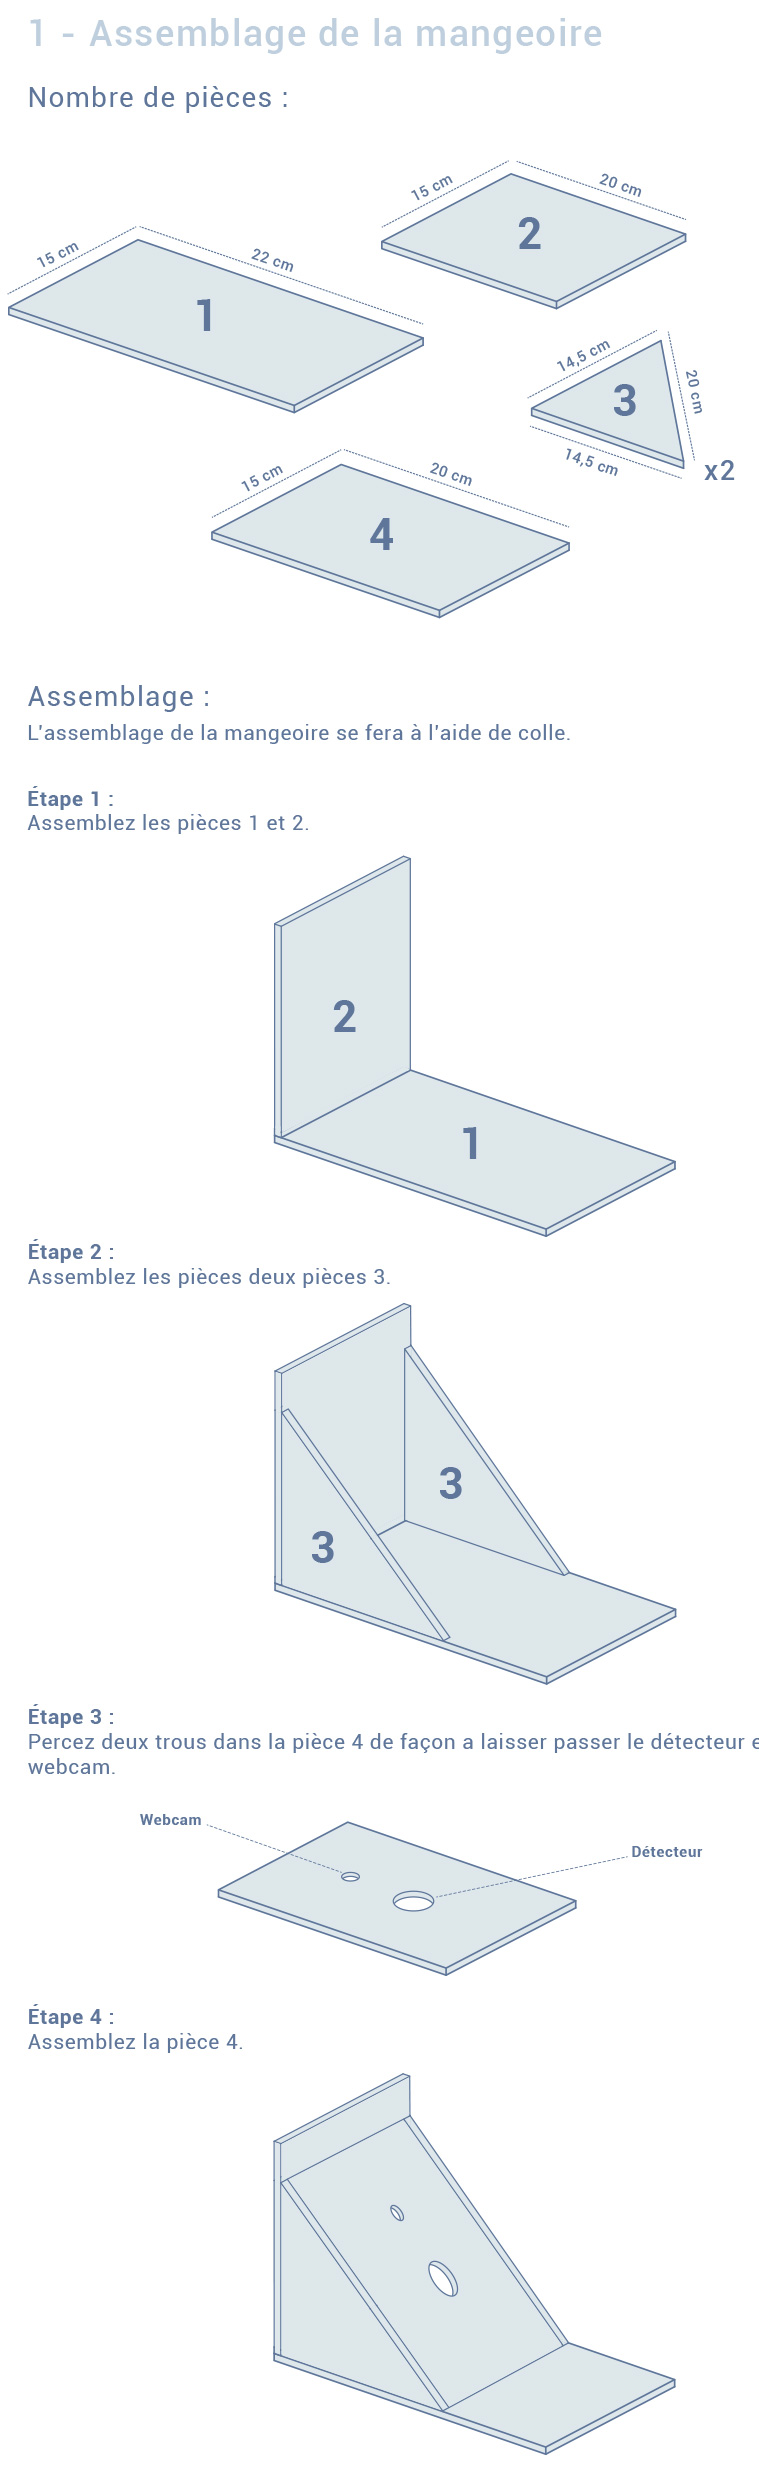 1 - Assemblage de la mangeoire
Nombre de pièces :
15 cm
20 cm
2
15 cm
22 cm
1
14,5 cm
20 cm
3
14,5 cm
x2
15 cm
20 cm
4
Assemblage :
L'assemblage de la mangeoire se fera à l'aide de colle.
Étape 1 :
Assemblez les pièces 1 et 2.
2
1
Étape 2 :
Assemblez les pièces deux pièces 3.
3
3
Étape 3 :
Percez deux trous dans la pièce 4 de façon a laisser passer le détecteur
webcam.
Webcam
Détecteur
Étape 4 :
Assemblez la pièce 4.